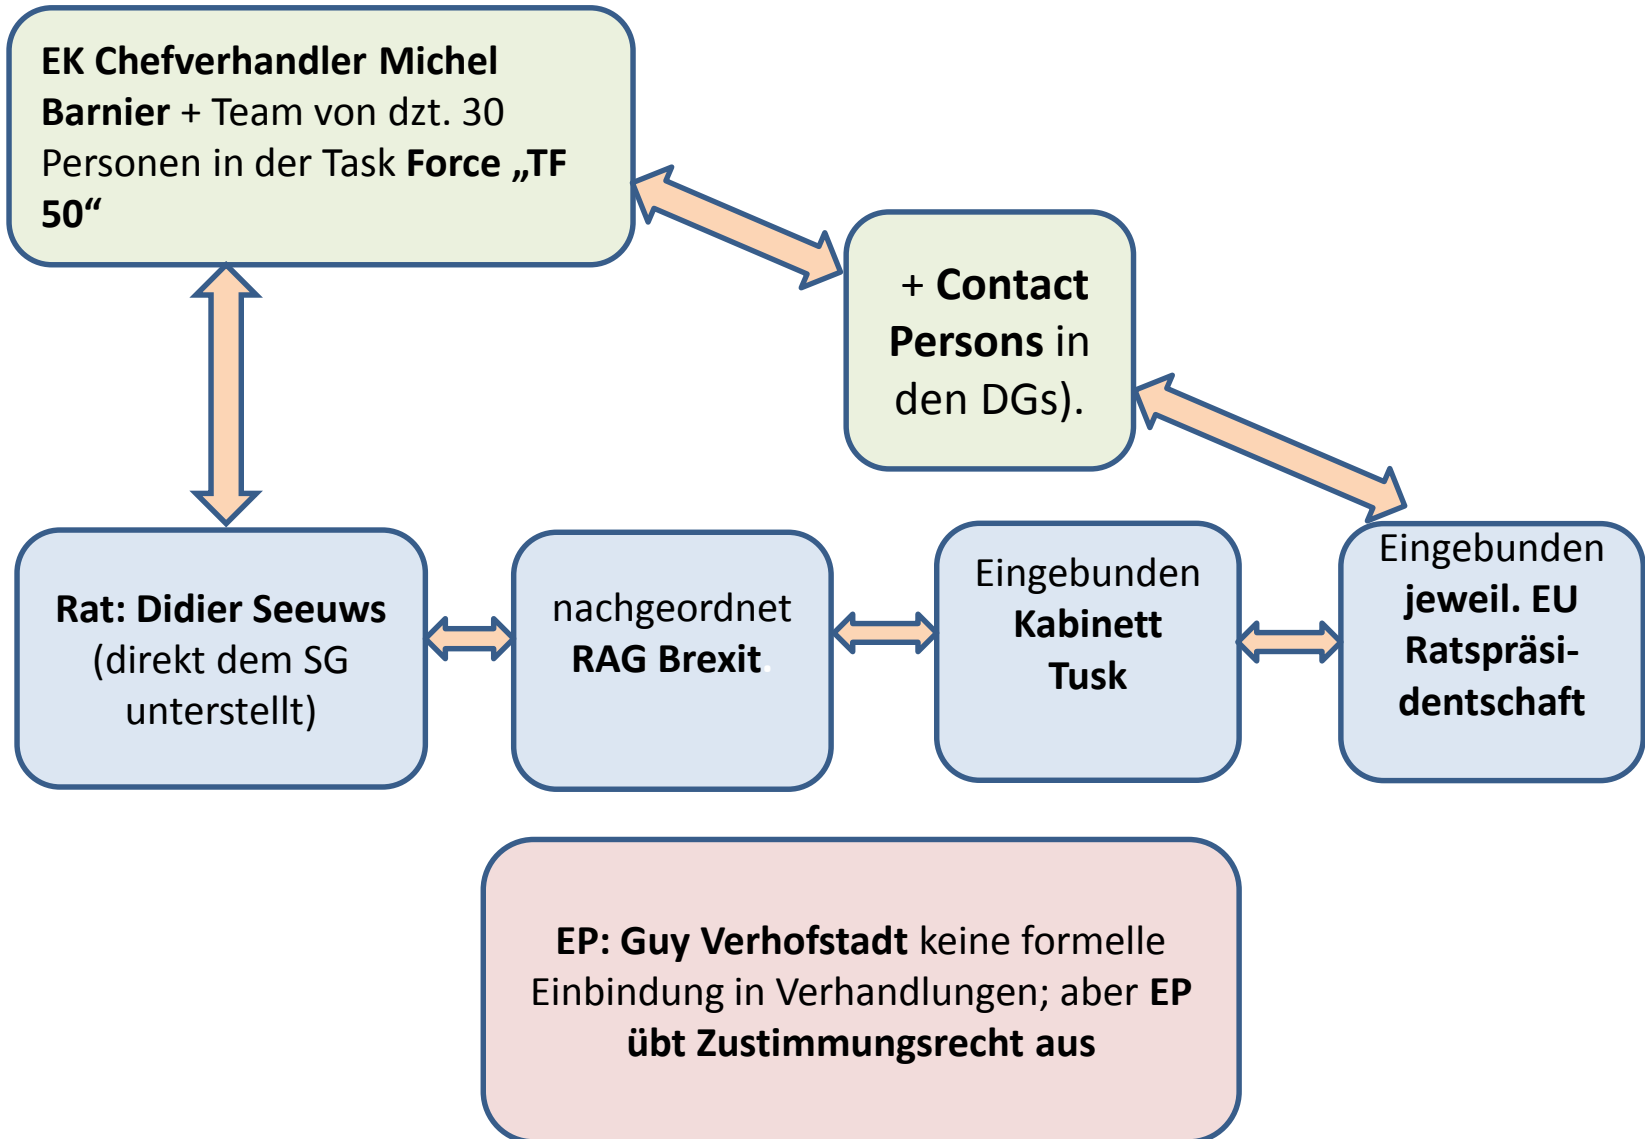 EK Chefverhandler Michel
Barnier + Team von dzt. 30
Personen in der Task Force „TF
50“
+ Contact
Persons in
den DGs).
Rat: Didier Seeuws
(direkt dem SG
unterstellt)
nachgeordnet
RAG Brexit.
Eingebunden
Kabinett
Tusk
Eingebunden
jeweil. EU
Ratspräsi-
dentschaft
EP: Guy Verhofstadt keine formelle
Einbindung in Verhandlungen; aber EP
übt Zustimmungsrecht aus